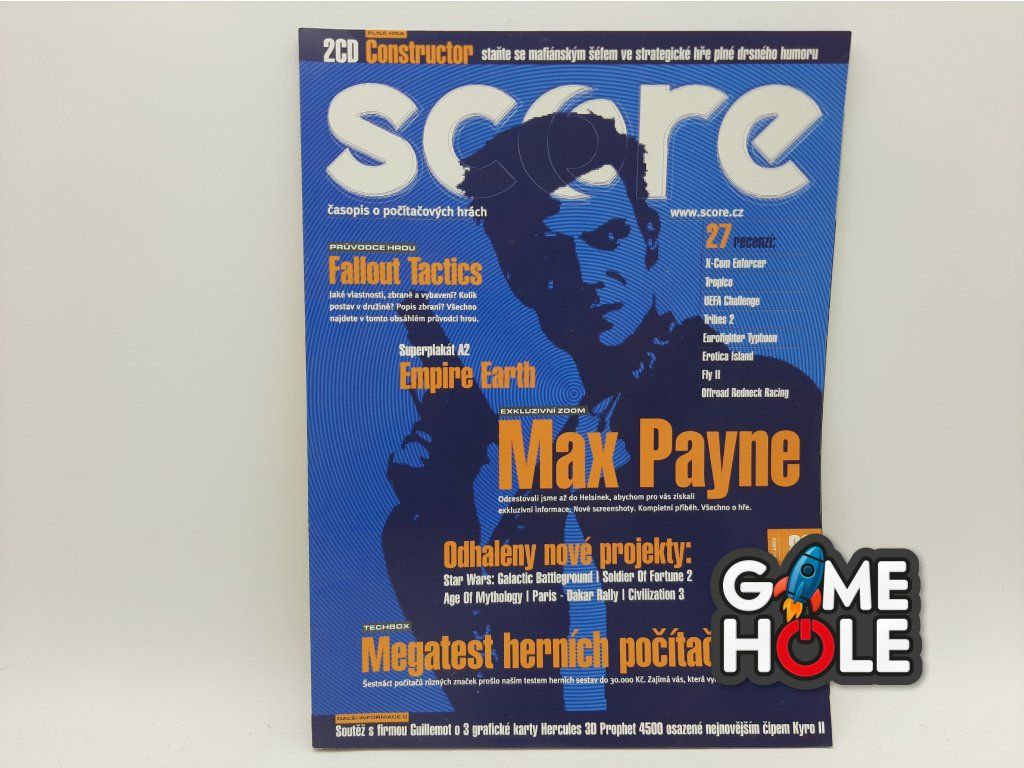 PLNÁ HRA
2CD Constructor staňte se mafiánským šéfem ve strategické hře plné drsného humoru
score
časopis o počítačových hrách
www.score.cz
PRŮVODCE HROU
Fallout Tactics
Jaké vlastnosti, zbraně a vybavení? Kolik
postav v družině? Popis zbraní? Všechno
najdete v tomto obsáhlém průvodci hrou.
27 recenzí:
X-Com Enforcer
Tropico
UEFA Challenge
Tribes 2
Eurofighter Typhoon
Erotica Island
Fly II
Offroad Redneck Racing
Superplakát A2
Empire Earth
EXKLUZIVNÍ ZOOM
Max Payne
Odcestovali jsme až do Helsinek, abychom pro vás získali
exkluzivní informace. Nové screenshoty. Kompletní příběh. Všechno o hře.
Odhaleny nové projekty:
Star Wars: Galactic Battleground | Soldier Of Fortune 2
Age Of Mythology | Paris - Dakar Rally | Civilization 3
TECHBOX
Megatest herních počítač
Šestnáct počítačů různých značek prošlo naším testem herních sestav do 30.000 Kč. Zajímá vás, která
GAME
HOLE
DALŠÍ INFORMACE O
Soutěž s firmou Guillemot o 3 grafické karty Hercules 3D Prophet 4500 osazené nejnovějším čipem Kyro II